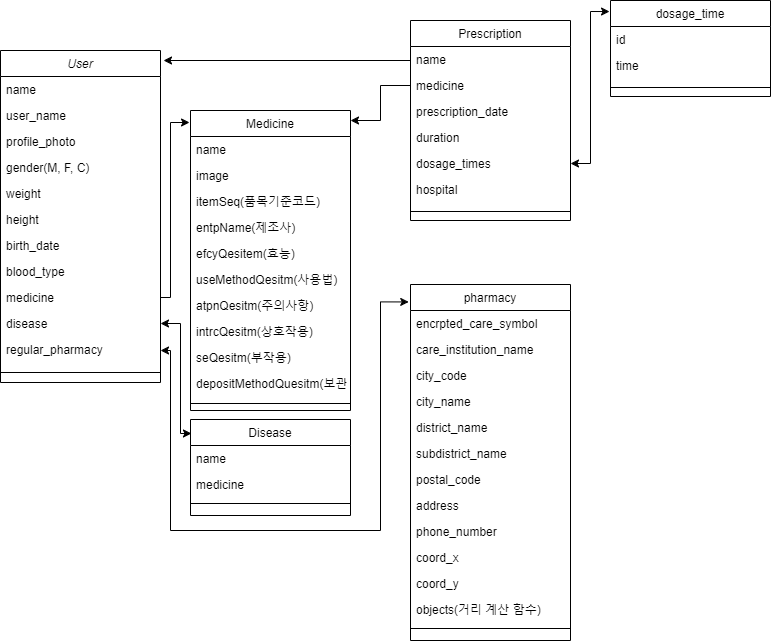 User
name
user_name
profile_photo
gender(M, F, C)
weight
height
birth_date
blood_type
medicine
disease
regular_pharmacy
Medicine
name
image
itemSeq(품목기준코드)
entpName(제조사)
efcyQesitem(효능)
useMethodQesitm(사용법)
atpnQesitm(주의사항)
intrcQesitm(상호작용)
seQesitm(부작용)
depositMethodQuesitm(보관
Disease
name
medicine
Prescription
name
medicine
prescription_date
duration
dosage_times
hospital
dosage_time
id
time
pharmacy
encrpted_care_symbol
care_institution_name
city_code
city_name
district_name
subdistrict_name
postal_code
address
phone_number
coord_x
coord_y
objects(거리 계산 함수)